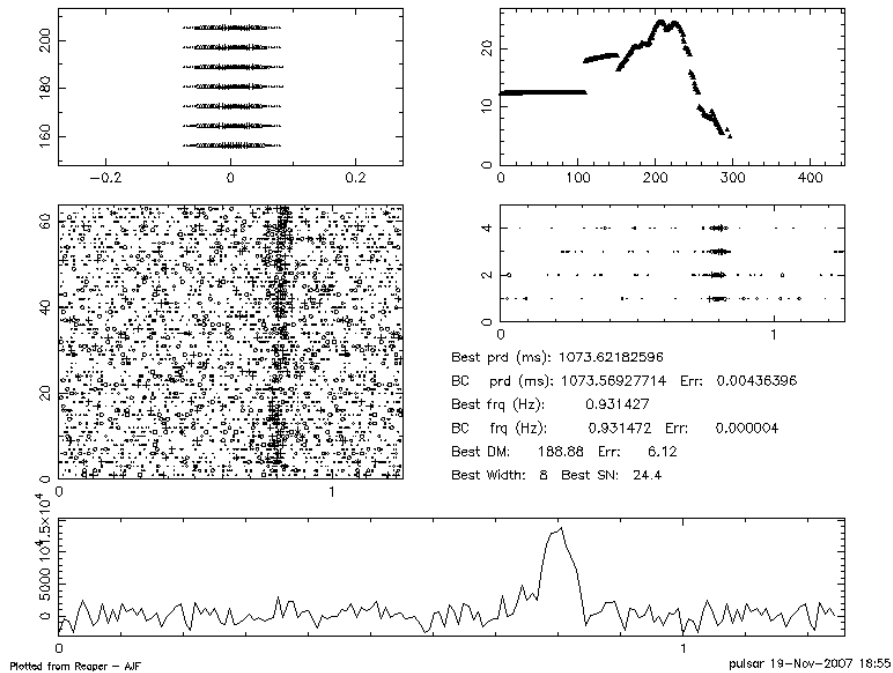 200
180
160
-0.2 0 0.2
20
10
0
0 100 200 300 400
60
40
20
0
0 1
4
2
0
0 1
Best prd (ms): 1073.62182596
BC prd (ms): 1073.56927714 Err: 0.00436396
Best frq (Hz): 0.931427
BC frq (Hz): 0.931472 Err: 0.000004
Best DM: 188.88 Err: 6.12
Best Width: 8 Best SN: 24.4
1.5×10⁴
10⁴
5000
0
0 1
Plotted from Reaper – AJF
pulsar 19-Nov-2007 18:55